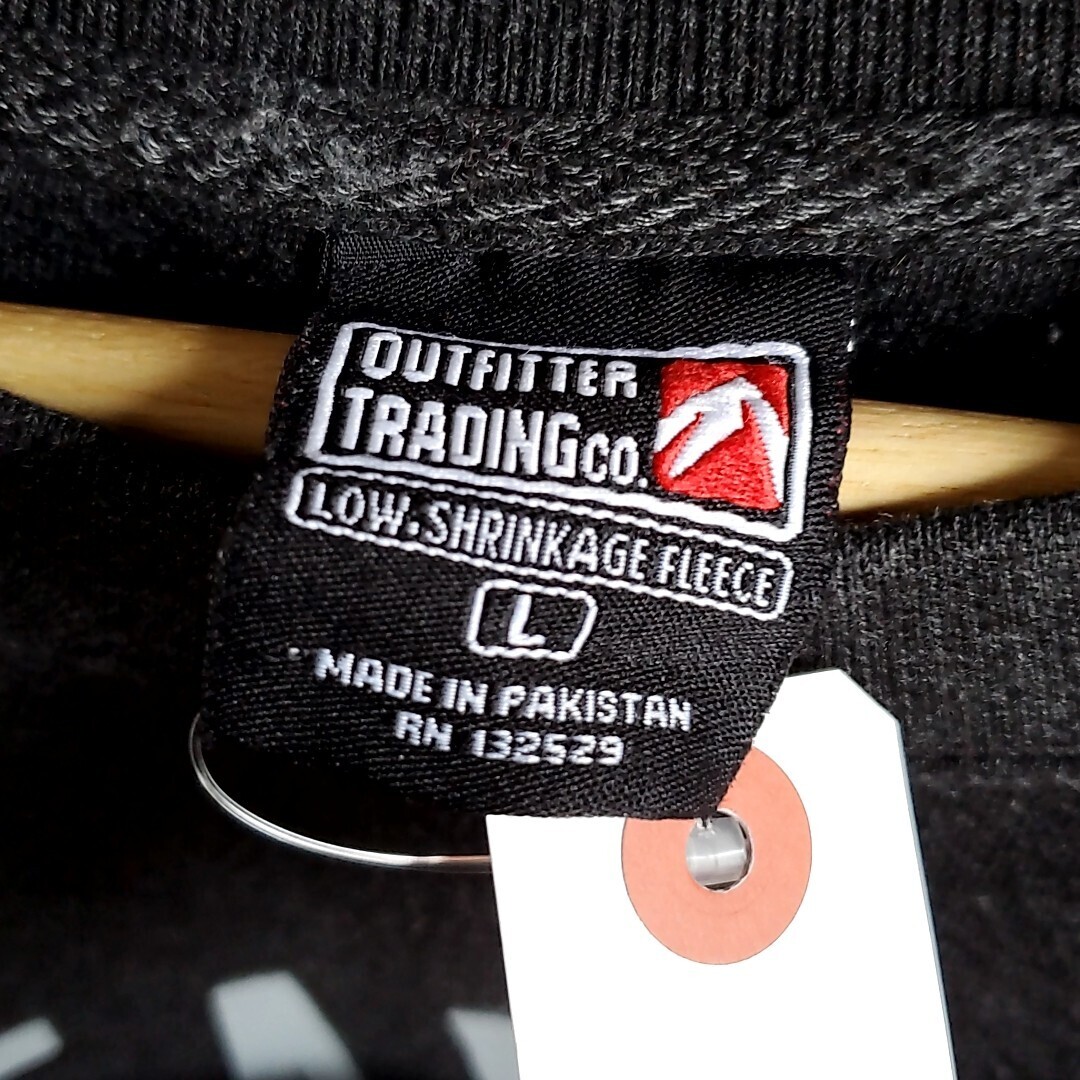 OUTFITTER
TRADING CO.
LOW-SHRINKAGE FLEECE
L
MADE IN PAKISTAN
RN 132529